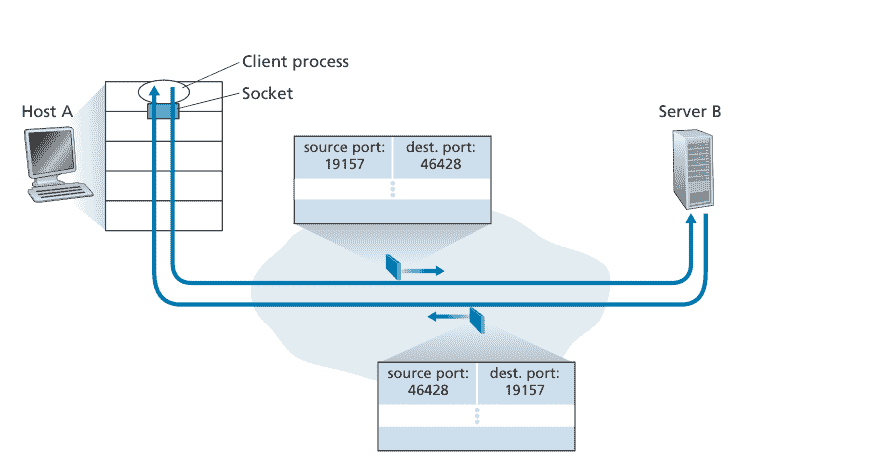 Client process
Socket
Host A
Server B
source port: dest. port:
19157 46428
source port: dest. port:
46428 19157